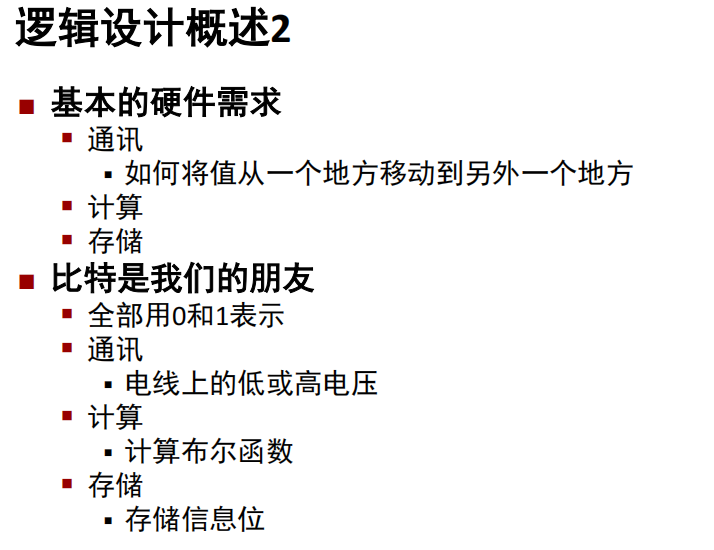 逻辑设计概述2
基本的硬件需求
通讯
如何将值从一个地方移动到另外一个地方
计算
存储
比特是我们的朋友
全部用0和1表示
通讯
电线上的低或高电压
计算
计算布尔函数
存储
存储信息位